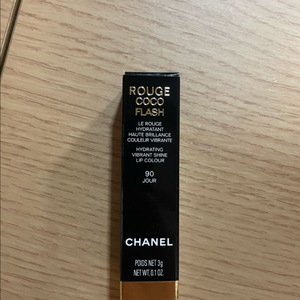 ROUGE
COCO
FLASH
LE ROUGE
HYDRATANT
HAUTE BRILLANCE
COULEUR VIBRANTE
HYDRATING
VIBRANT SHINE
LIP COLOUR
90
JOUR
CHANEL
POIDS NET 3g
NET WT. 0.1 OZ.